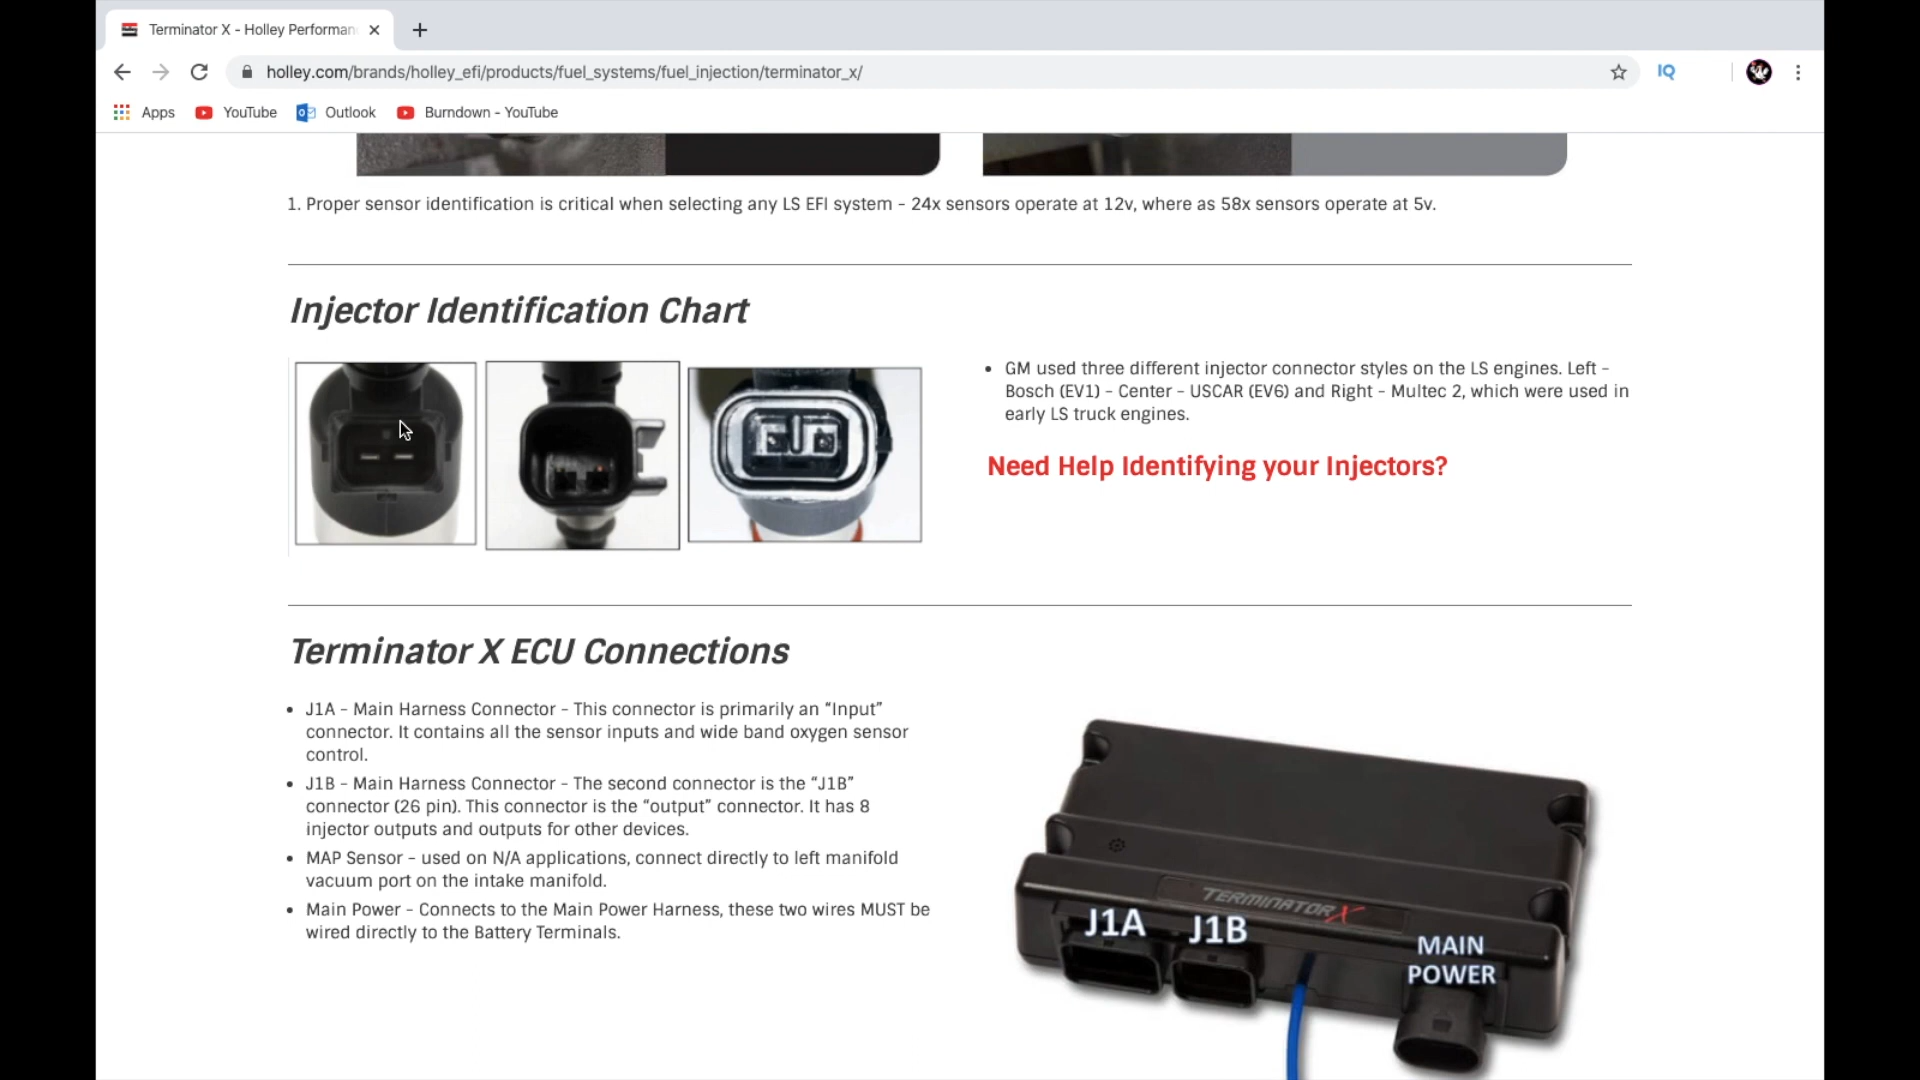 Terminator X - Holley Performan
holley.com/brands/holley_efi/products/fuel_systems/fuel_injection/terminator_x/
IQ
Apps YouTube Outlook Burndown - YouTube
1. Proper sensor identification is critical when selecting any LS EFI system - 24x sensors operate at 12v, where as 58x sensors operate at 5v.
Injector Identification Chart
GM used three different injector connector styles on the LS engines. Left -
Bosch (EV1) - Center - USCAR (EV6) and Right - Multec 2, which were used in
early LS truck engines.
Need Help Identifying your Injectors?
Terminator X ECU Connections
J1A - Main Harness Connector - This connector is primarily an “Input”
connector. It contains all the sensor inputs and wide band oxygen sensor
control.
J1B - Main Harness Connector - The second connector is the “J1B”
connector (26 pin). This connector is the “output” connector. It has 8
injector outputs and outputs for other devices.
MAP Sensor - used on N/A applications, connect directly to left manifold
vacuum port on the intake manifold.
Main Power - Connects to the Main Power Harness, these two wires MUST be
wired directly to the Battery Terminals.
TERMINATOR X
J1A J1B
MAIN
POWER